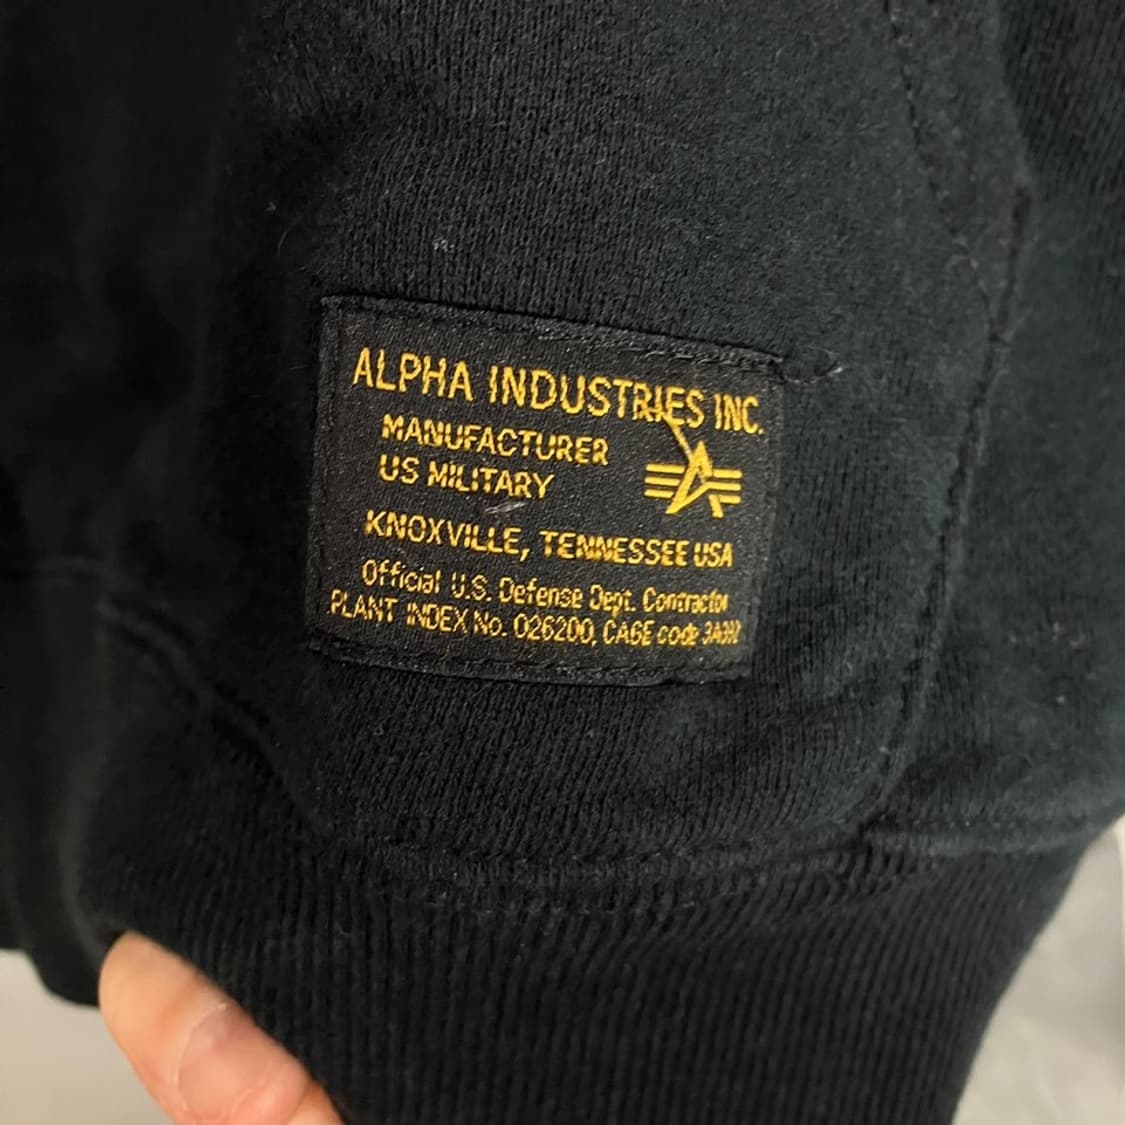 ALPHA INDUSTRIES INC.
MANUFACTURER
US MILITARY
KNOXVILLE, TENNESSEE USA
Official U.S. Defense Dept. Contractor
PLANT INDEX No. 026200, CAGE code